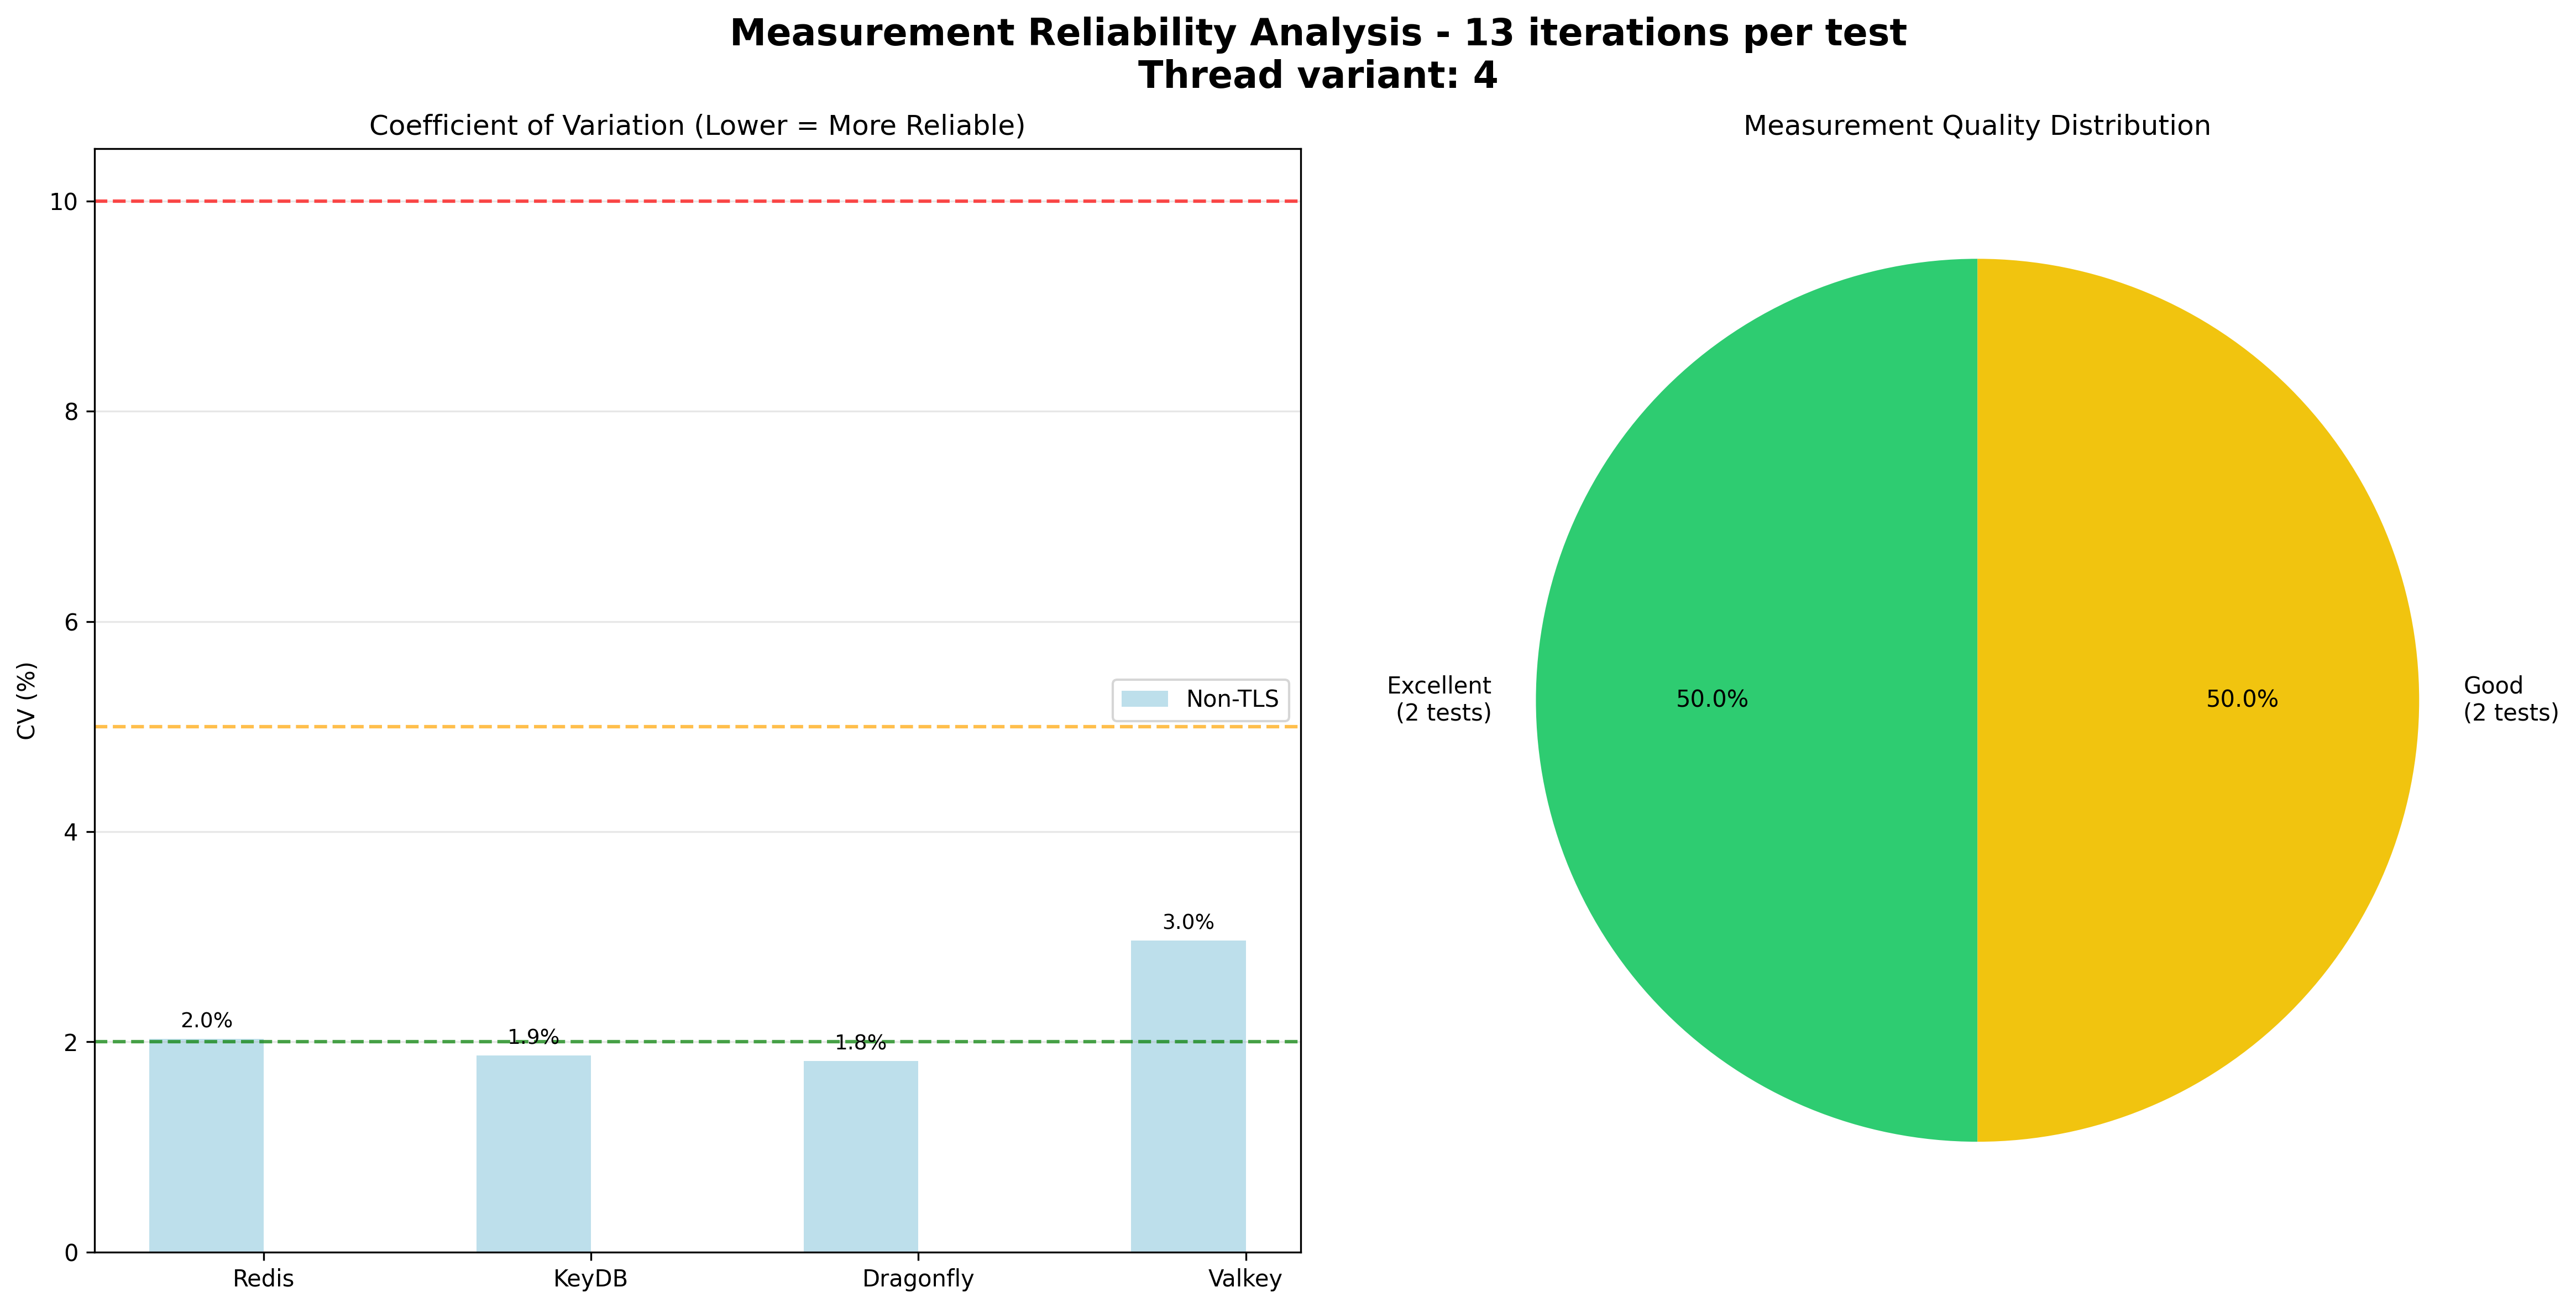 Measurement Reliability Analysis - 13 iterations per test
Thread variant: 4
Coefficient of Variation (Lower = More Reliable)
CV (%)
10
8
6
4
2
0
Non-TLS
2.0%
1.9%
1.8%
3.0%
Redis
KeyDB
Dragonfly
Valkey
Measurement Quality Distribution
Excellent
(2 tests)
50.0%
50.0%
Good
(2 tests)